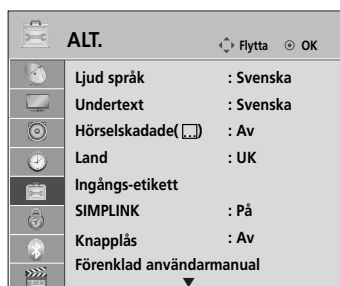 ALT.
Flytta OK
Ljud språk : Svenska
Undertext : Svenska
Hörselskadade( ) : Av
Land : UK
Ingångs-etikett
SIMPLINK : På
Knapplås : Av
Förenklad användarmanual